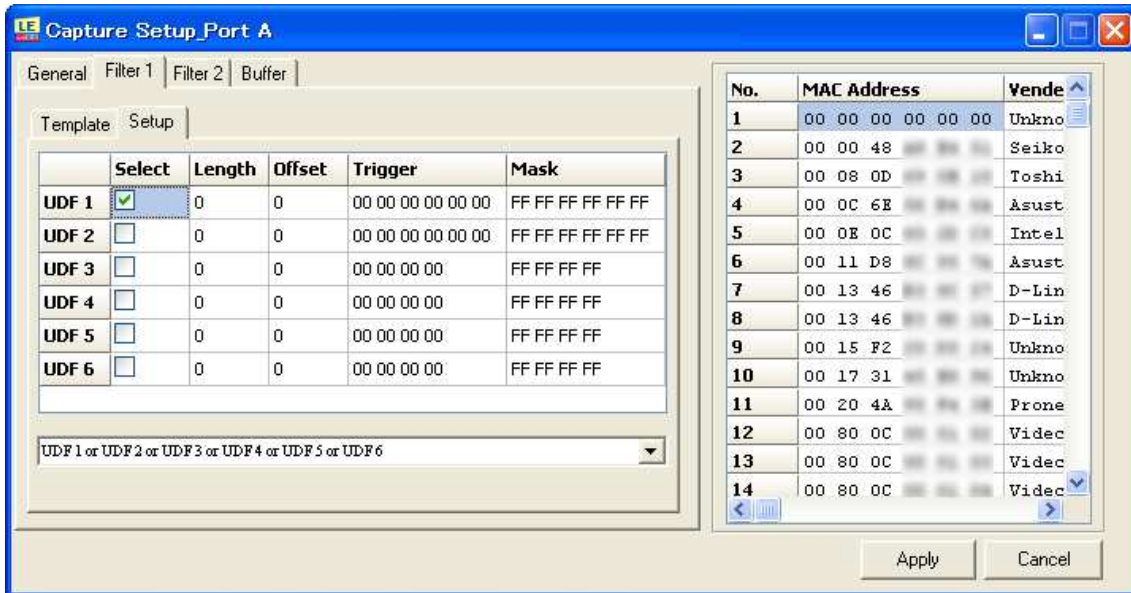 LE Capture Setup_Port A
General Filter 1 Filter 2 Buffer
Template Setup
Select Length Offset Trigger Mask
UDF 1 0 0 00 00 00 00 00 00 FF FF FF FF FF FF
UDF 2 0 0 00 00 00 00 00 00 FF FF FF FF FF FF
UDF 3 0 0 00 00 00 00 FF FF FF FF
UDF 4 0 0 00 00 00 00 FF FF FF FF
UDF 5 0 0 00 00 00 00 FF FF FF FF
UDF 6 0 0 00 00 00 00 FF FF FF FF
UDF 1 or UDF 2 or UDF 3 or UDF 4 or UDF 5 or UDF 6
No. MAC Address Vende
1 00 00 00 00 00 00 Unkno
2 00 00 48 Seiko
3 00 08 0D Toshi
4 00 0C 6E Asust
5 00 0E 0C Intel
6 00 11 D8 Asust
7 00 13 46 D-Lin
8 00 13 46 D-Lin
9 00 15 F2 Unkno
10 00 17 31 Unkno
11 00 20 4A Prone
12 00 80 0C Videc
13 00 80 0C Videc
14 00 80 0C Videc
Apply Cancel